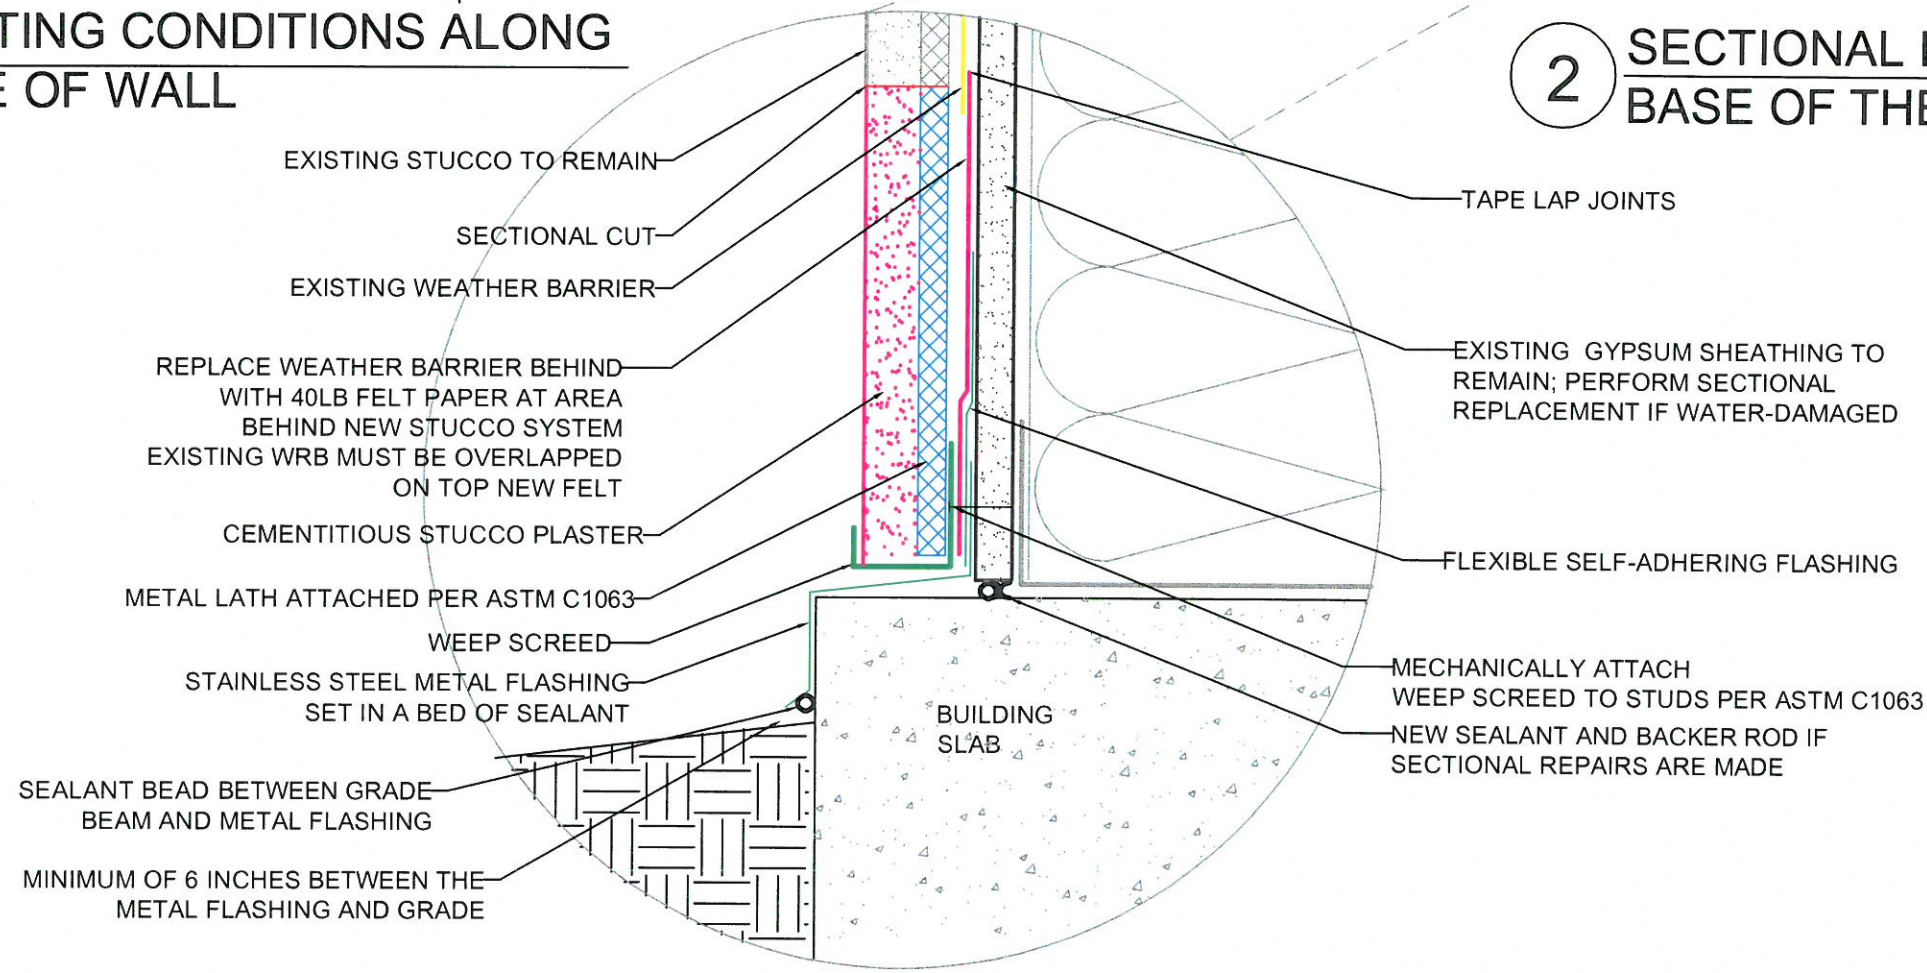 TING CONDITIONS ALONG
E OF WALL
2
SECTIONAL
BASE OF THE
EXISTING STUCCO TO REMAIN
SECTIONAL CUT
EXISTING WEATHER BARRIER
REPLACE WEATHER BARRIER BEHIND
WITH 40LB FELT PAPER AT AREA
BEHIND NEW STUCCO SYSTEM
EXISTING WRB MUST BE OVERLAPPED
ON TOP NEW FELT
CEMENTITIOUS STUCCO PLASTER
METAL LATH ATTACHED PER ASTM C1063
WEEP SCREED
STAINLESS STEEL METAL FLASHING
SET IN A BED OF SEALANT
SEALANT BEAD BETWEEN GRADE
BEAM AND METAL FLASHING
MINIMUM OF 6 INCHES BETWEEN THE
METAL FLASHING AND GRADE
BUILDING
SLAB
TAPE LAP JOINTS
EXISTING GYPSUM SHEATHING TO
REMAIN; PERFORM SECTIONAL
REPLACEMENT IF WATER-DAMAGED
FLEXIBLE SELF-ADHERING FLASHING
MECHANICALLY ATTACH
WEEP SCREED TO STUDS PER ASTM C1063
NEW SEALANT AND BACKER ROD IF
SECTIONAL REPAIRS ARE MADE